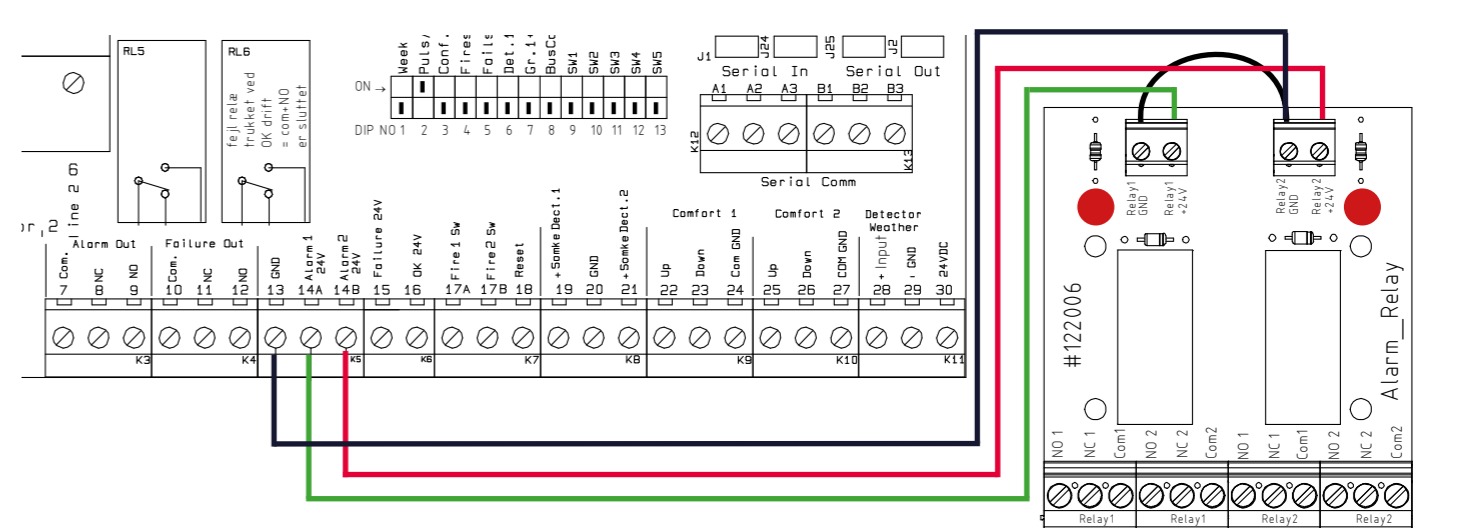 RL5
RL6
fejl relæ
trukket ved
OK drift
= com+NO
er sluttet
Week
Puls/
Conf.
Fires
Fails
Det.1
Gr.1+
BusCo
SW1
SW2
SW3
SW4
SW5
ON →
DIP NO 1 2 3 4 5 6 7 8 9 10 11 12 13
J1
J24
J25
J2
Serial In
Serial Out
A1 A2 A3 B1 B2 B3
K12
K13
Serial Comm
line 2 6
or, 2
Alarm Out
Failure Out
Comfort 1
Comfort 2
Detector
Weather
Com.
NC
NO
Com.
NC
NO
GND
Alarm 1
24V
Alarm 2
24V
Failure 24V
OK 24V
Fire 1 Sw
Fire 2 Sw
Reset
+Somke Dect.1
GND
+Somke Dect.2
Up
Down
Com GND
Up
Down
COM GND
+ Input
- GND
24VDC
7 8 9 10 11 12 13 14A 14B 15 16 17A 17B 18 19 20 21 22 23 24 25 26 27 28 29 30
K3
K4
K5
K6
K7
K8
K9
K10
K11
Relay1
GND
Relay1
+24V
Relay2
GND
Relay2
+24V
#122006
Alarm_Relay
NO 1
NC 1
Com1
NO 2
NC 2
Com2
NO 1
NC 1
Com1
NO 2
NC 2
Com2
Relay1
Relay1
Relay2
Relay2